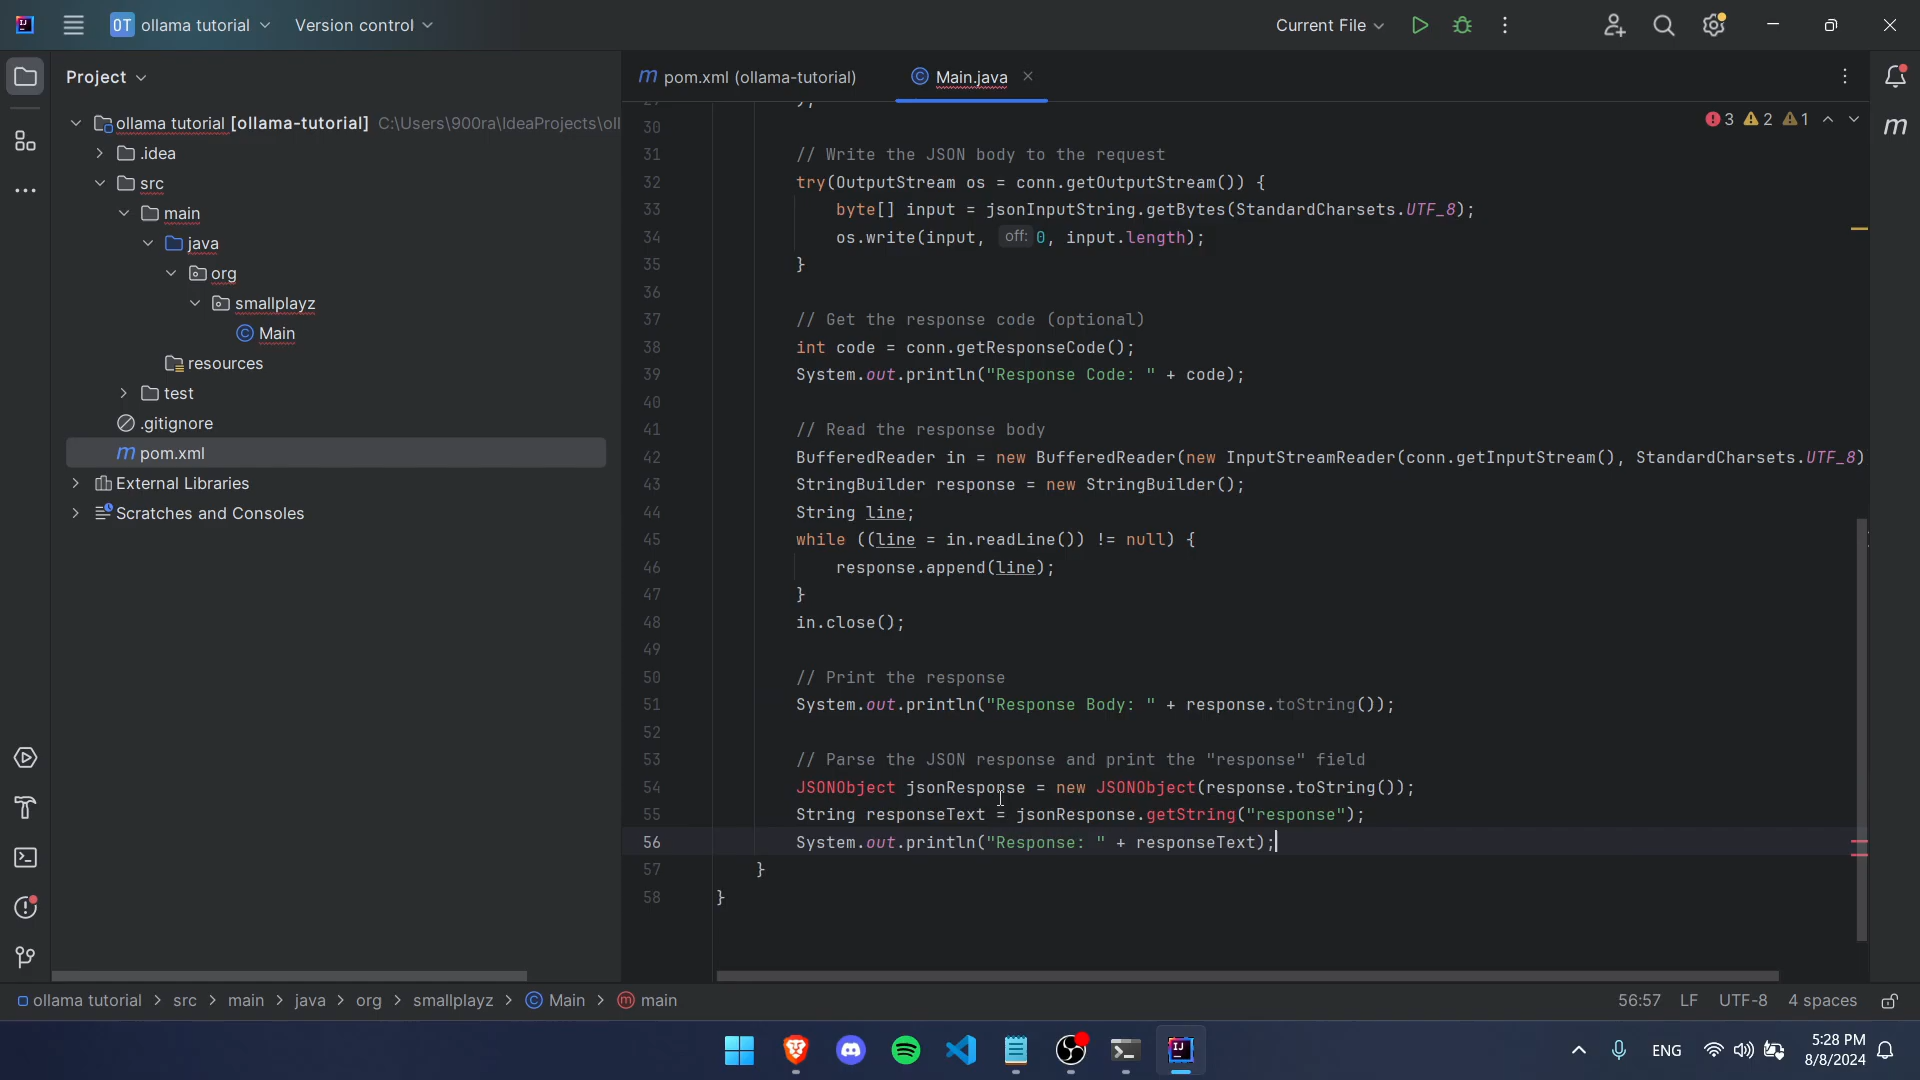 OT ollama tutorial Version control
Current File
Project
ollama tutorial [ollama-tutorial] C:\Users\900ra\IdeaProjects\oll
.idea
src
main
java
org
smallplayz
Main
resources
test
.gitignore
pom.xml
External Libraries
Scratches and Consoles
pom.xml (ollama-tutorial)
Main.java
3 2 1
30
31 // Write the JSON body to the request
32 try(OutputStream os = conn.getOutputStream()) {
33 byte[] input = jsonInputString.getBytes(StandardCharsets.UTF_8);
34 os.write(input, off: 0, input.length);
35 }
36
37 // Get the response code (optional)
38 int code = conn.getResponseCode();
39 System.out.println("Response Code: " + code);
40
41 // Read the response body
42 BufferedReader in = new BufferedReader(new InputStreamReader(conn.getInputStream(), StandardCharsets.UTF_8)
43 StringBuilder response = new StringBuilder();
44 String line;
45 while ((line = in.readLine()) != null) {
46 response.append(line);
47 }
48 in.close();
49
50 // Print the response
51 System.out.println("Response Body: " + response.toString());
52
53 // Parse the JSON response and print the "response" field
54 JSONObject jsonResponse = new JSONObject(response.toString());
55 String responseText = jsonResponse.getString("response");
56 System.out.println("Response: " + responseText);
57 }
58 }
ollama tutorial > src > main > java > org > smallplayz > Main > main
56:57 LF UTF-8 4 spaces
ENG
5:28 PM
8/8/2024